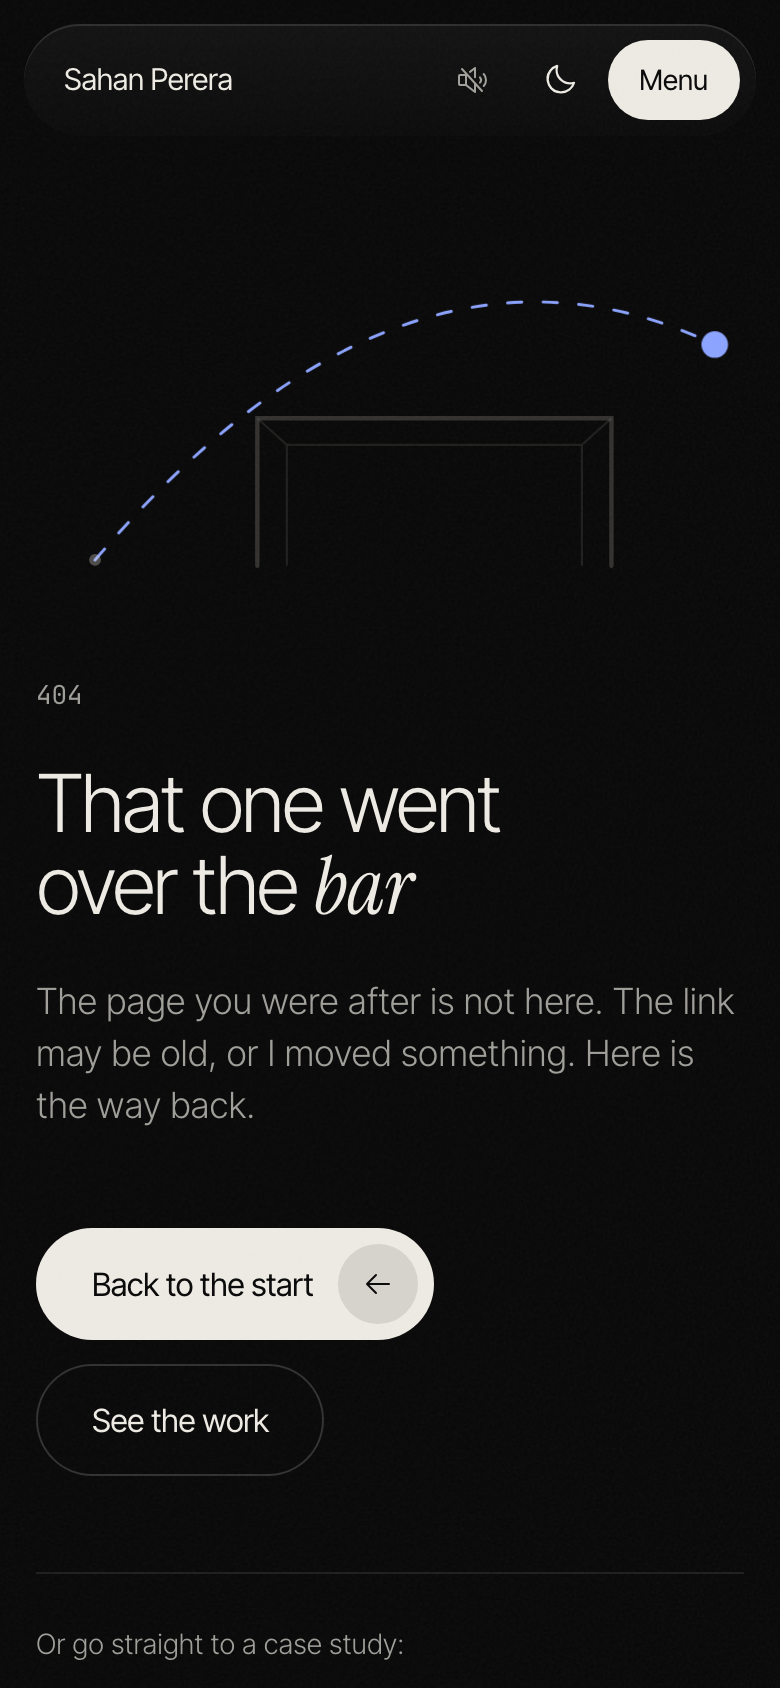 Sahan Perera
Menu
404
That one went
over the bar
The page you were after is not here. The link
may be old, or I moved something. Here is
the way back.
Back to the start
See the work
Or go straight to a case study: